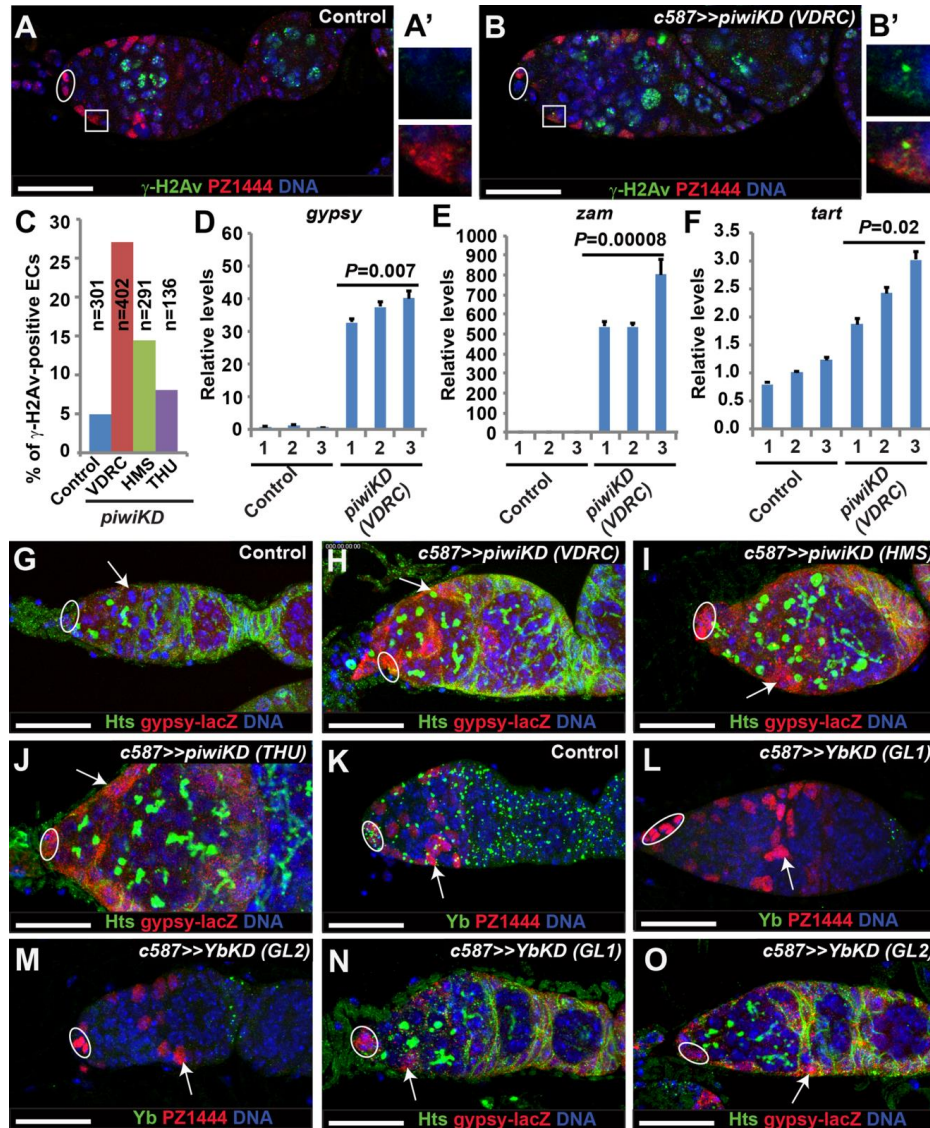 A
Control
γ-H2Av PZ1444 DNA
A'
B
c587>>piwiKD (VDRC)
γ-H2Av PZ1444 DNA
B'
C
% of γ-H2Av-positive ECs
30
25
20
15
10
5
0
n=301
n=402
n=291
n=136
Control
VDRC
HMS
THU
piwiKD
D
gypsy
Relative levels
60
50
40
30
20
10
0
P=0.007
1 2 3 1 2 3
Control
piwiKD
(VDRC)
E
zam
Relative levels
1000
900
800
700
600
500
400
300
200
100
0
P=0.00008
1 2 3 1 2 3
Control
piwiKD
(VDRC)
F
tart
Relative levels
3.5
3.0
2.5
2.0
1.5
1.0
0.5
0.0
P=0.02
1 2 3 1 2 3
Control
piwiKD
(VDRC)
G
Control
Hts gypsy-lacZ DNA
H
c587>>piwiKD (VDRC)
Hts gypsy-lacZ DNA
I
c587>>piwiKD (HMS)
Hts gypsy-lacZ DNA
J
c587>>piwiKD (THU)
Hts gypsy-lacZ DNA
K
Control
Yb PZ1444 DNA
L
c587>>YbKD (GL1)
Yb PZ1444 DNA
M
c587>>YbKD (GL2)
Yb PZ1444 DNA
N
c587>>YbKD (GL1)
Hts gypsy-lacZ DNA
O
c587>>YbKD (GL2)
Hts gypsy-lacZ DNA